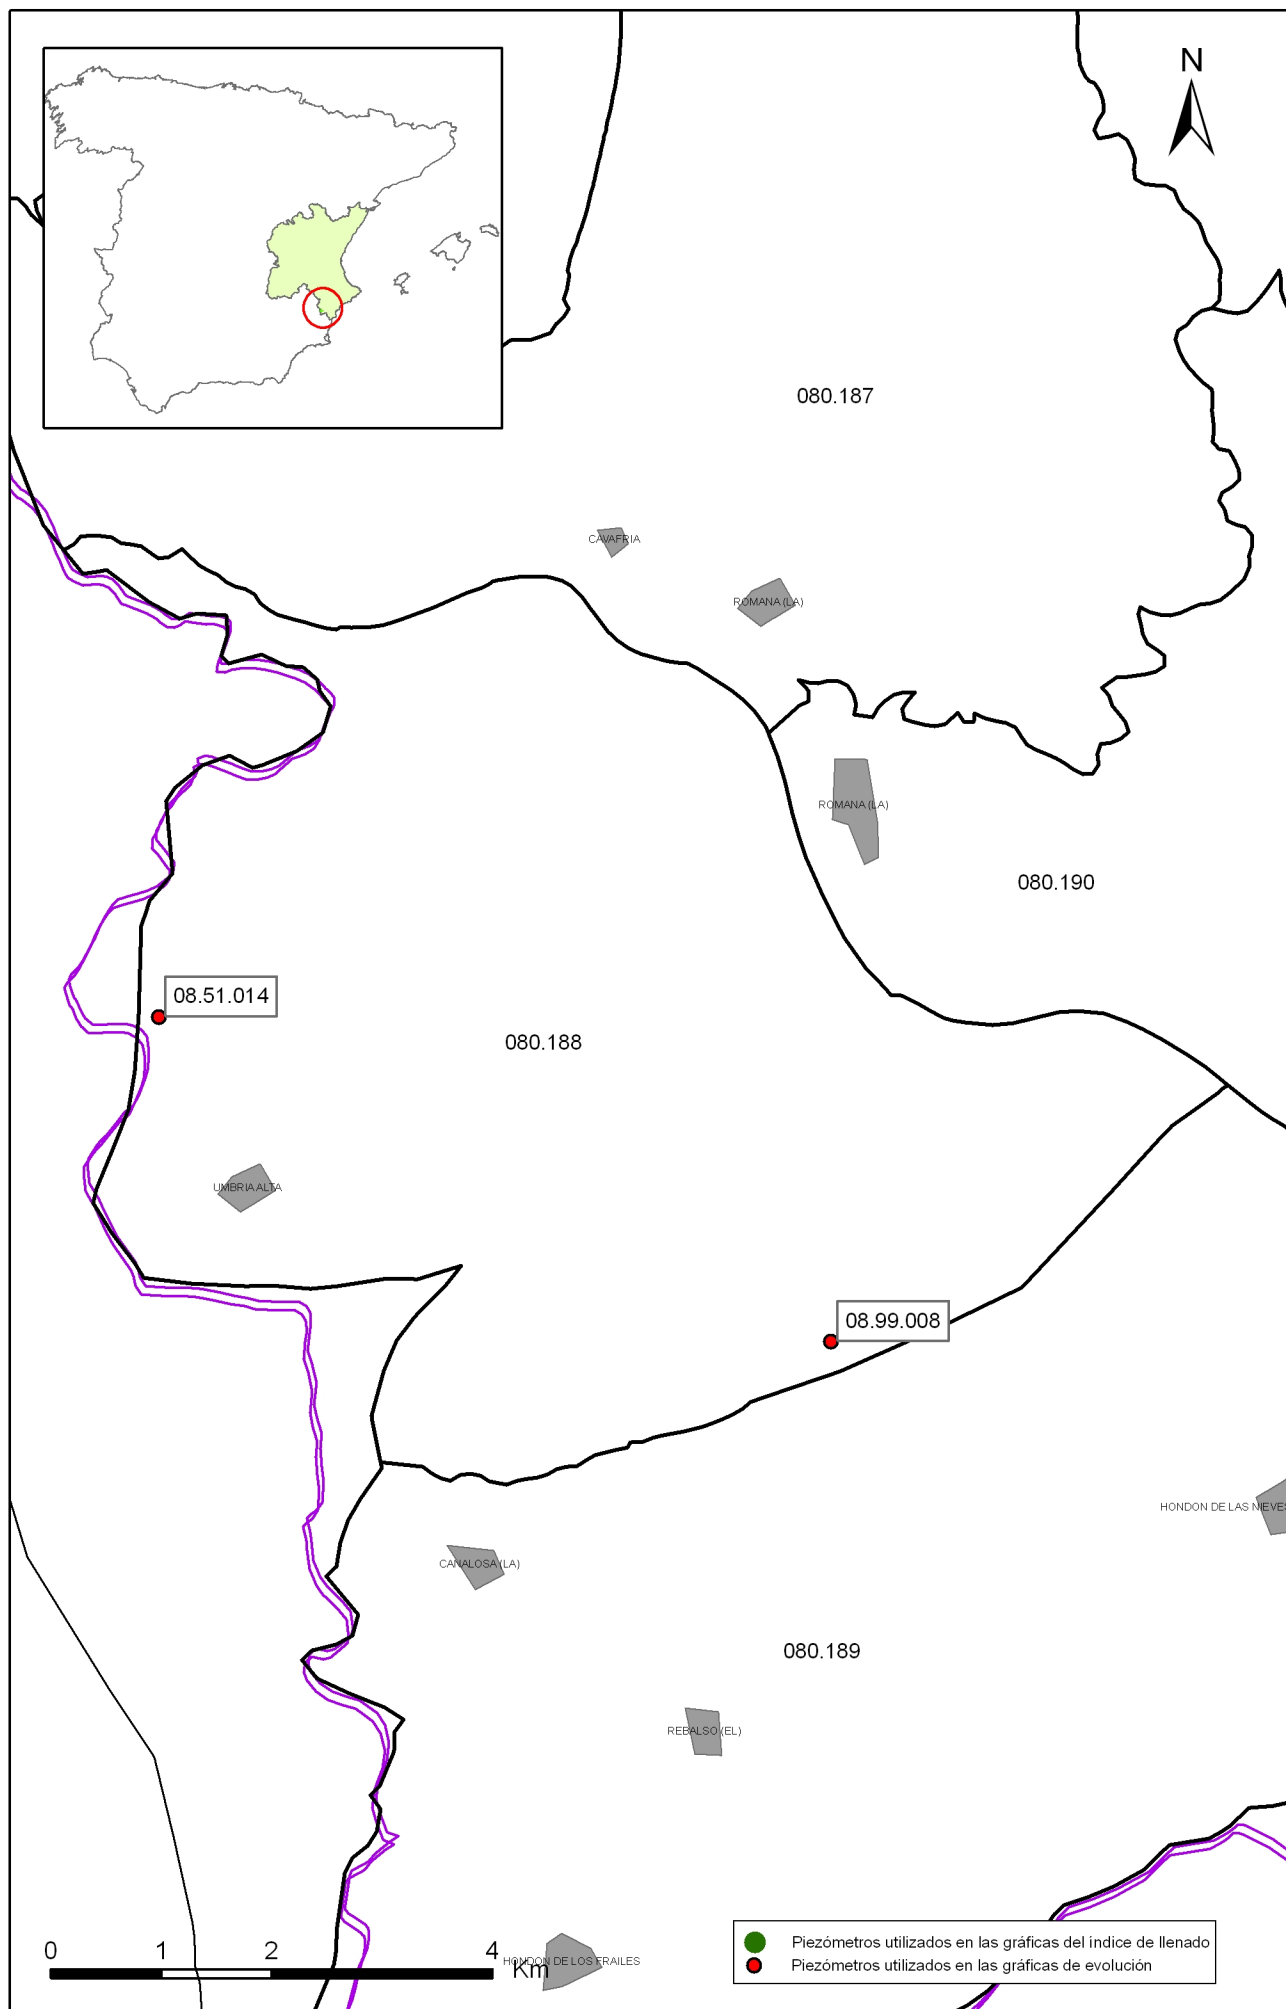 N
080.187
CAVAFRIA
ROMANA (LA)
ROMANA (LA)
080.190
08.51.014
080.188
UMBRIA ALTA
08.99.008
HONDON DE LAS NIEVES
CANALOSA (LA)
080.189
REBALSO (EL)
HONDON DE LOS FRAILES
0 1 2 4
Km
Piezómetros utilizados en las gráficas del índice de llenado
Piezómetros utilizados en las gráficas de evolución